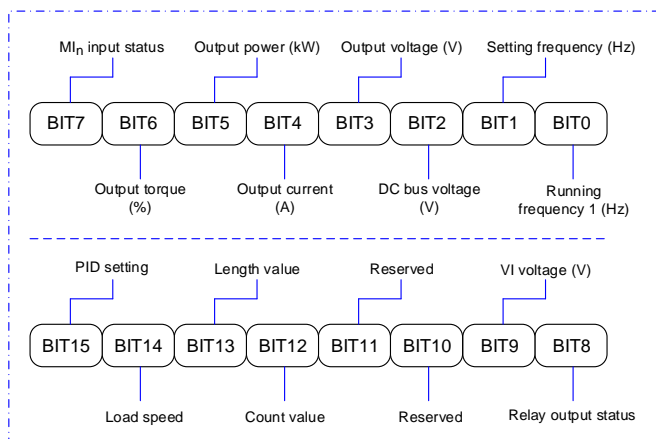 MIn input status Output power (kW) Output voltage (V) Setting frequency (Hz)
BIT7 BIT6 BIT5 BIT4 BIT3 BIT2 BIT1 BIT0
Output torque (%)
Output current (A)
DC bus voltage (V)
Running frequency 1 (Hz)
PID setting Length value Reserved VI voltage (V)
BIT15 BIT14 BIT13 BIT12 BIT11 BIT10 BIT9 BIT8
Load speed Count value Reserved Relay output status